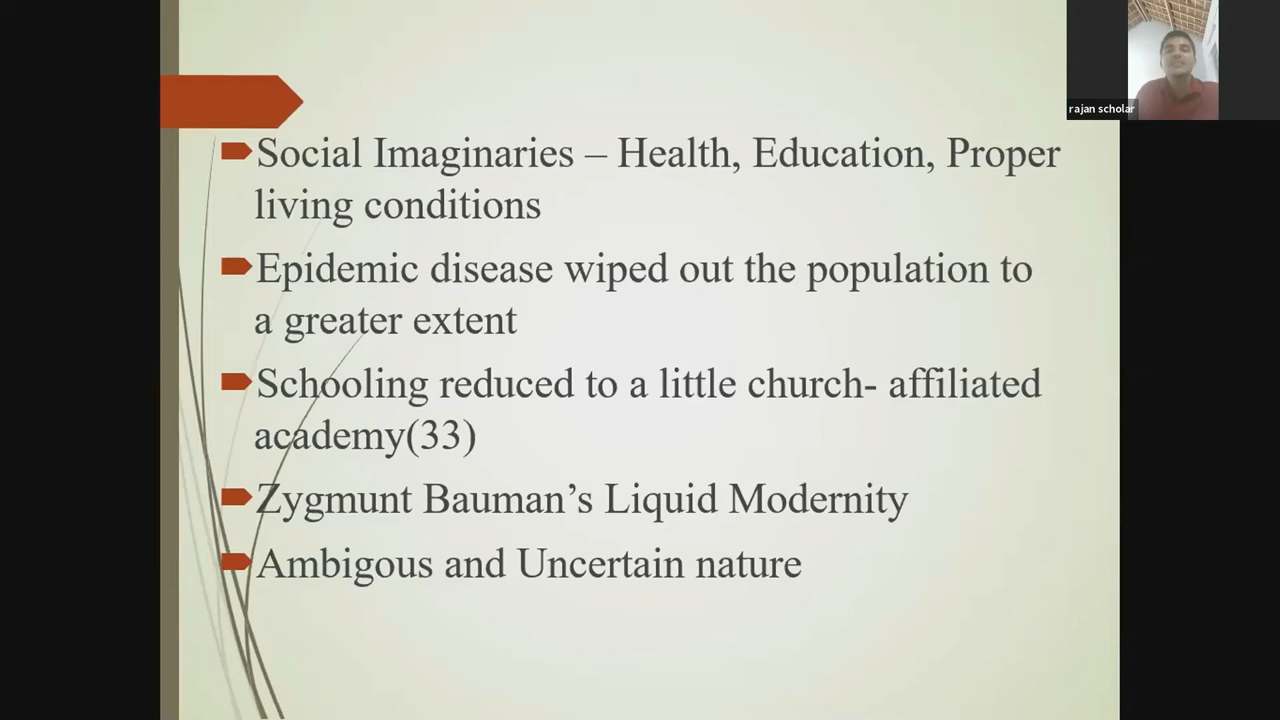 Social Imaginaries – Health, Education, Proper
living conditions
Epidemic disease wiped out the population to
a greater extent
Schooling reduced to a little church- affiliated
academy(33)
Zygmunt Bauman’s Liquid Modernity
Ambigous and Uncertain nature
rajan scholar